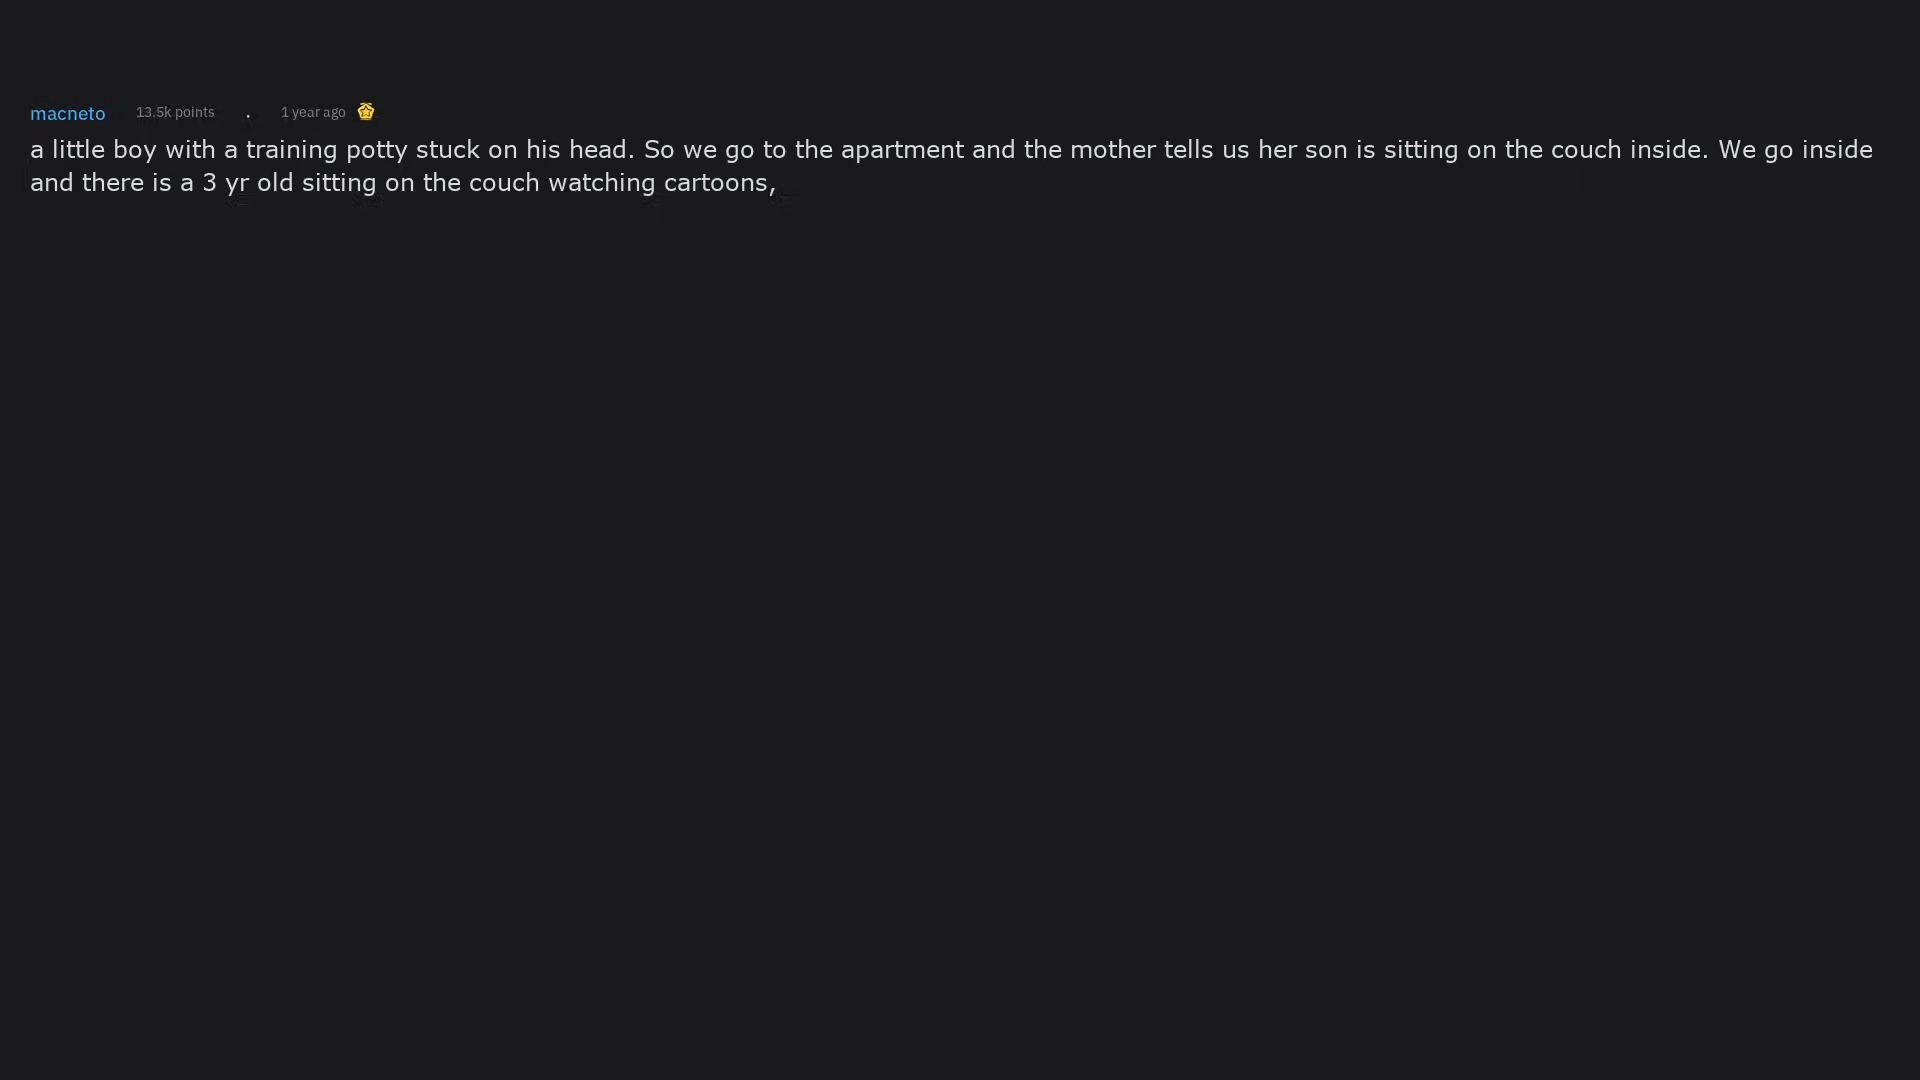 macneto 13.5k points . 1 year ago
a little boy with a training potty stuck on his head. So we go to the apartment and the mother tells us her son is sitting on the couch inside. We go inside
and there is a 3 yr old sitting on the couch watching cartoons,